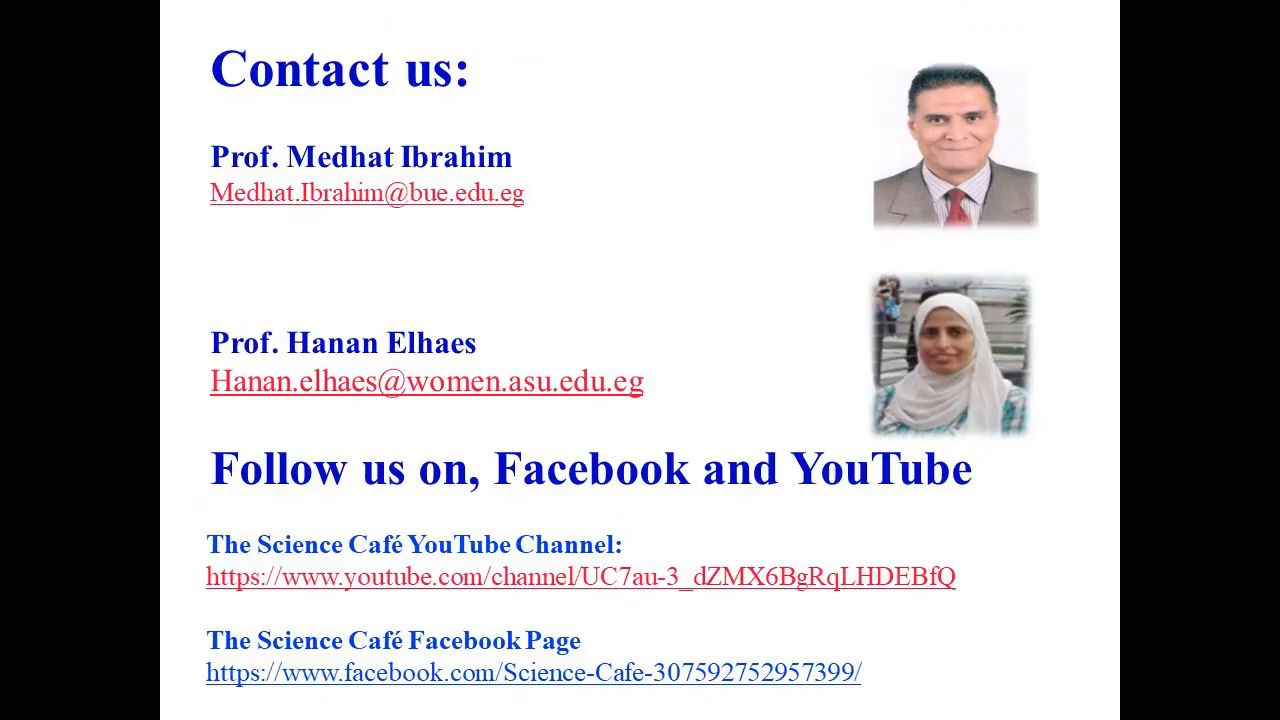 Contact us:
Prof. Medhat Ibrahim
Medhat.Ibrahim@bue.edu.eg
Prof. Hanan Elhaes
Hanan.elhaes@women.asu.edu.eg
Follow us on, Facebook and YouTube
The Science Café YouTube Channel:
https://www.youtube.com/channel/UC7au-3_dZMX6BgRqLHDEBfQ
The Science Café Facebook Page
https://www.facebook.com/Science-Cafe-307592752957399/